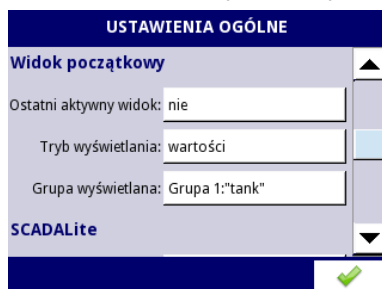 USTAWIENIA OGÓLNE
Widok początkowy
Ostatni aktywny widok: nie
Tryb wyświetlania: wartości
Grupa wyświetlana: Grupa 1:"tank"
SCADALite